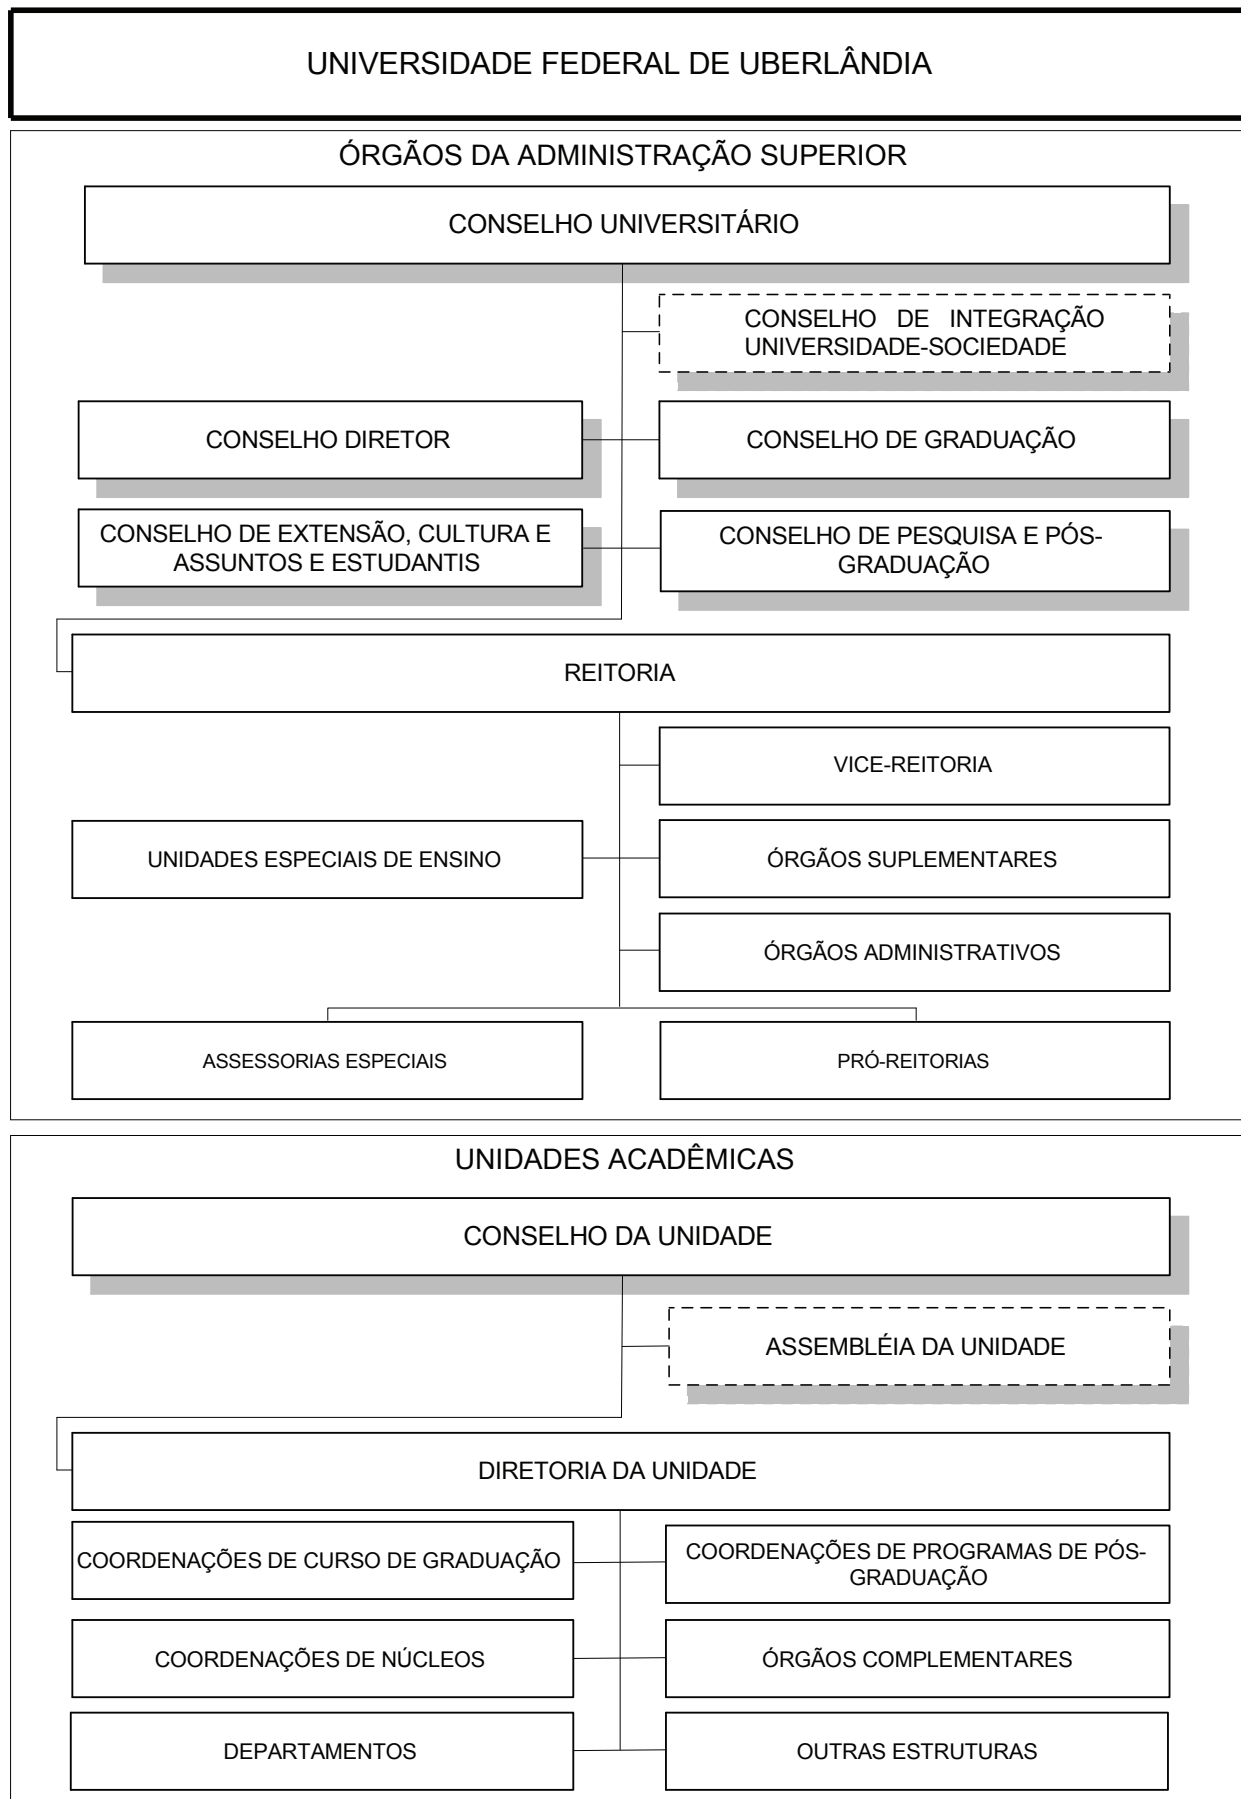 UNIVERSIDADE FEDERAL DE UBERLÂNDIA
ÓRGÃOS DA ADMINISTRAÇÃO SUPERIOR
CONSELHO UNIVERSITÁRIO
CONSELHO DE INTEGRAÇÃO
UNIVERSIDADE-SOCIEDADE
CONSELHO DIRETOR
CONSELHO DE GRADUAÇÃO
CONSELHO DE EXTENSÃO, CULTURA E
ASSUNTOS E ESTUDANTIS
CONSELHO DE PESQUISA E PÓS-
GRADUAÇÃO
REITORIA
VICE-REITORIA
UNIDADES ESPECIAIS DE ENSINO
ÓRGÃOS SUPLEMENTARES
ÓRGÃOS ADMINISTRATIVOS
ASSESSORIAS ESPECIAIS
PRÓ-REITORIAS
UNIDADES ACADÊMICAS
CONSELHO DA UNIDADE
ASSEMBLÉIA DA UNIDADE
DIRETORIA DA UNIDADE
COORDENAÇÕES DE CURSO DE GRADUAÇÃO
COORDENAÇÕES DE PROGRAMAS DE PÓS-
GRADUAÇÃO
COORDENAÇÕES DE NÚCLEOS
ÓRGÃOS COMPLEMENTARES
DEPARTAMENTOS
OUTRAS ESTRUTURAS